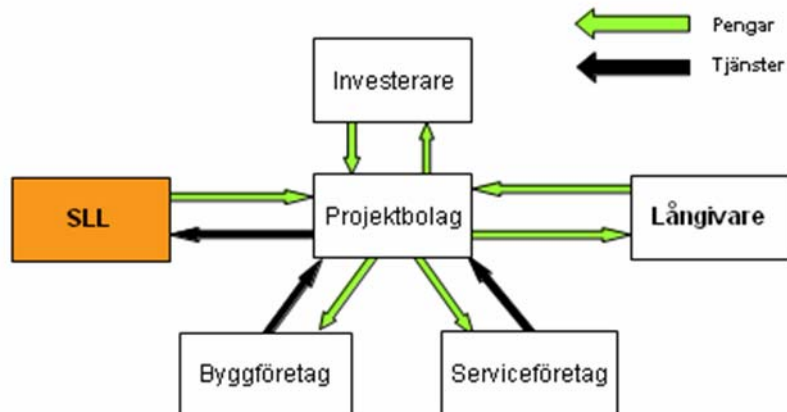 Pengar
Tjänster
Investerare
SLL
Projektbolag
Långivare
Byggföretag
Serviceföretag